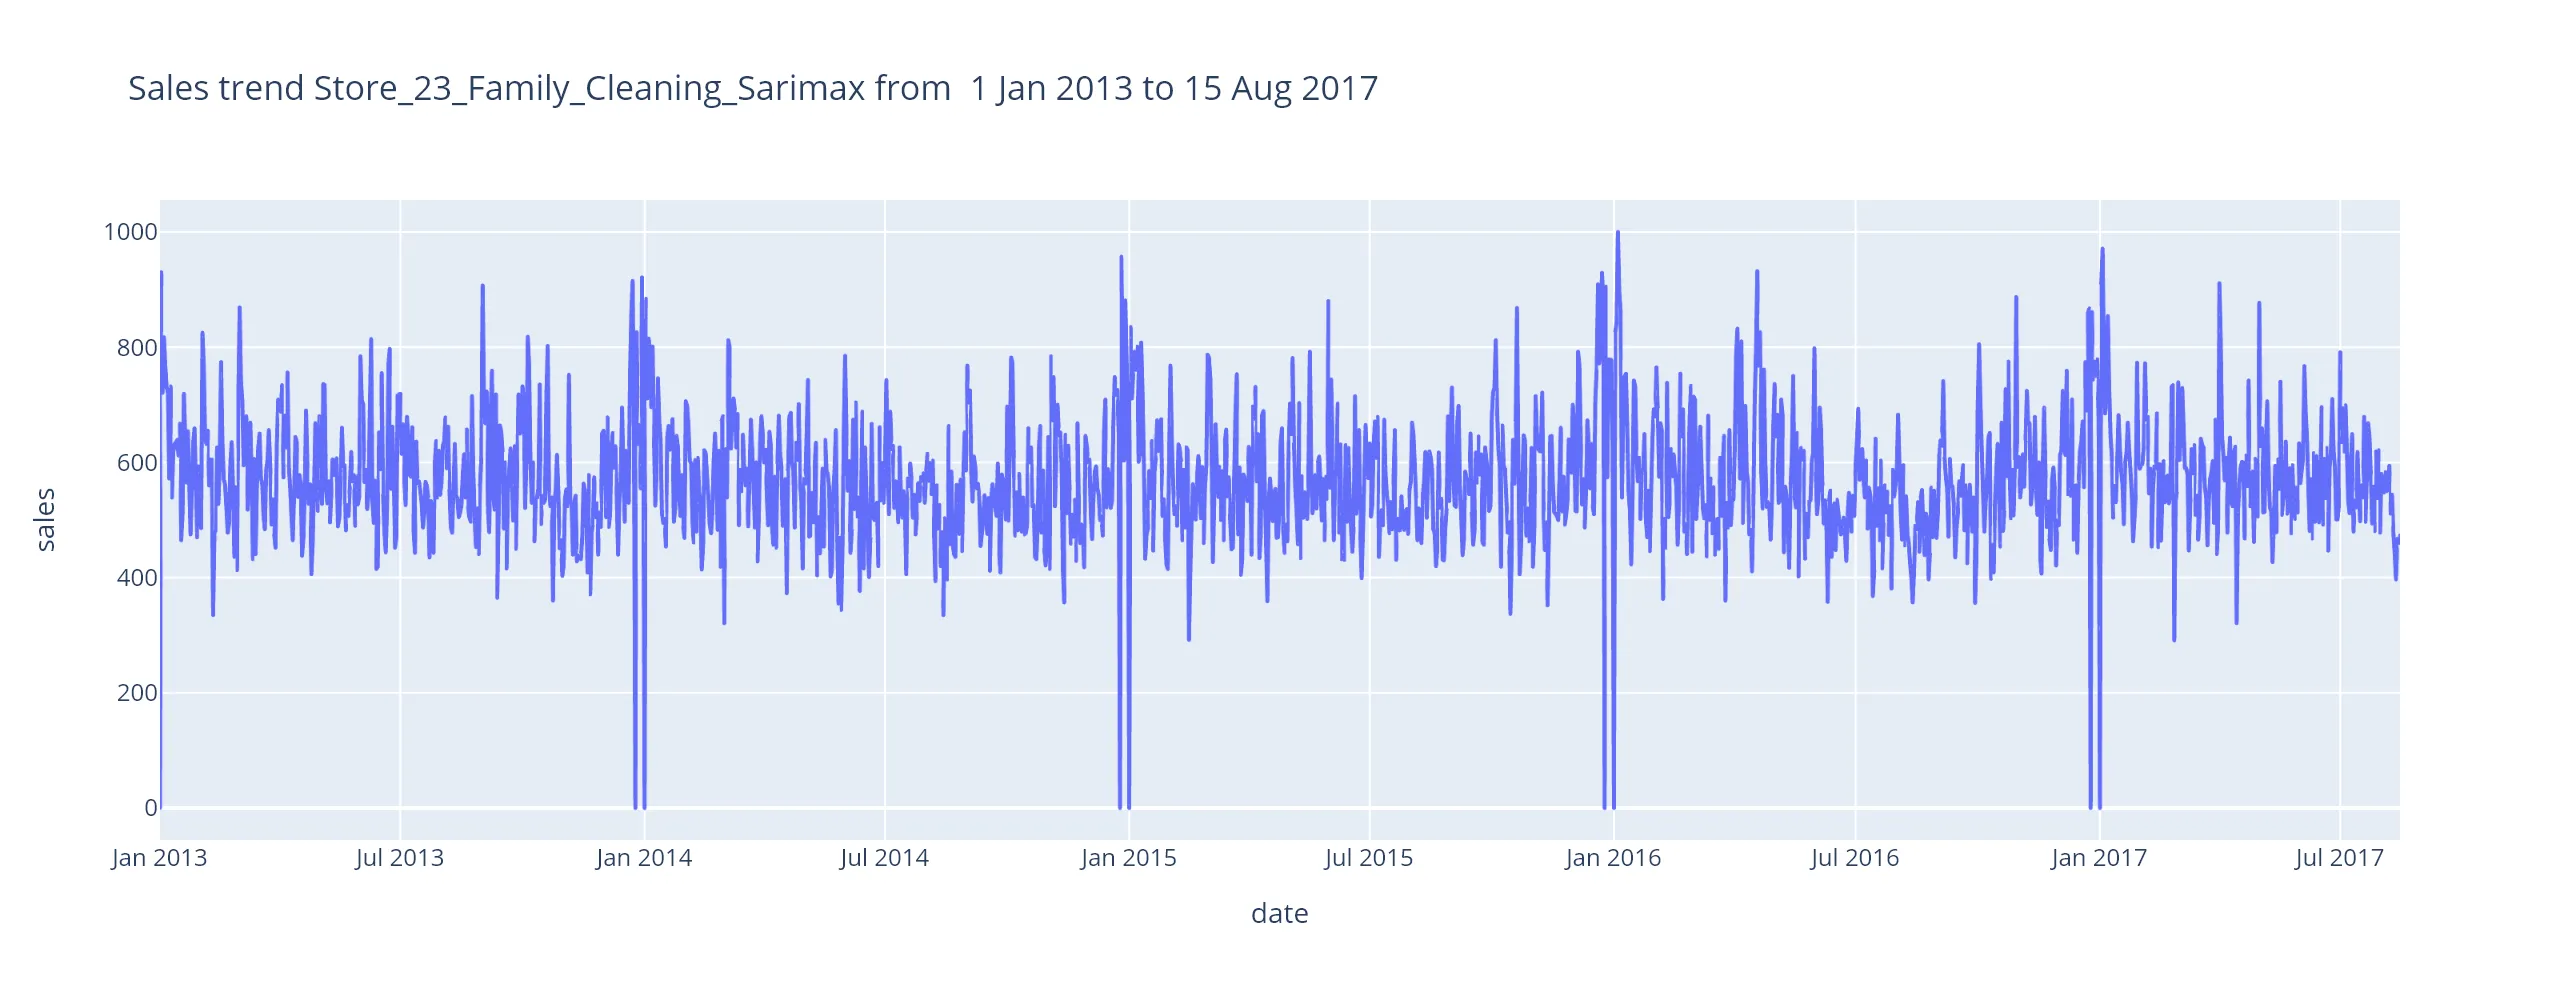 Sales trend Store_23_Family_Cleaning_Sarimax from  1 Jan 2013 to 15 Aug 2017
sales
1000
800
600
400
200
0
Jan 2013 Jul 2013 Jan 2014 Jul 2014 Jan 2015 Jul 2015 Jan 2016 Jul 2016 Jan 2017 Jul 2017
date